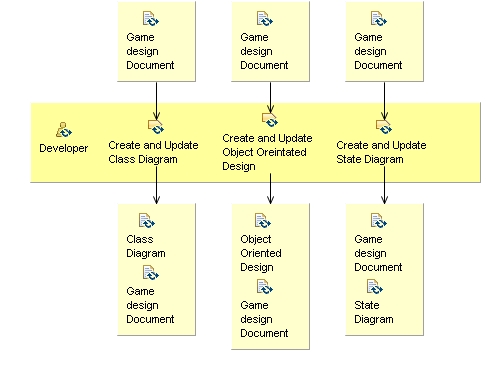 Game
design
Document
Game
design
Document
Game
design
Document
Developer
Create and Update
Class Diagram
Create and Update
Object Oreintated
Design
Create and Update
State Diagram
Class
Diagram
Game
design
Document
Object
Oriented
Design
Game
design
Document
Game
design
Document
State
Diagram